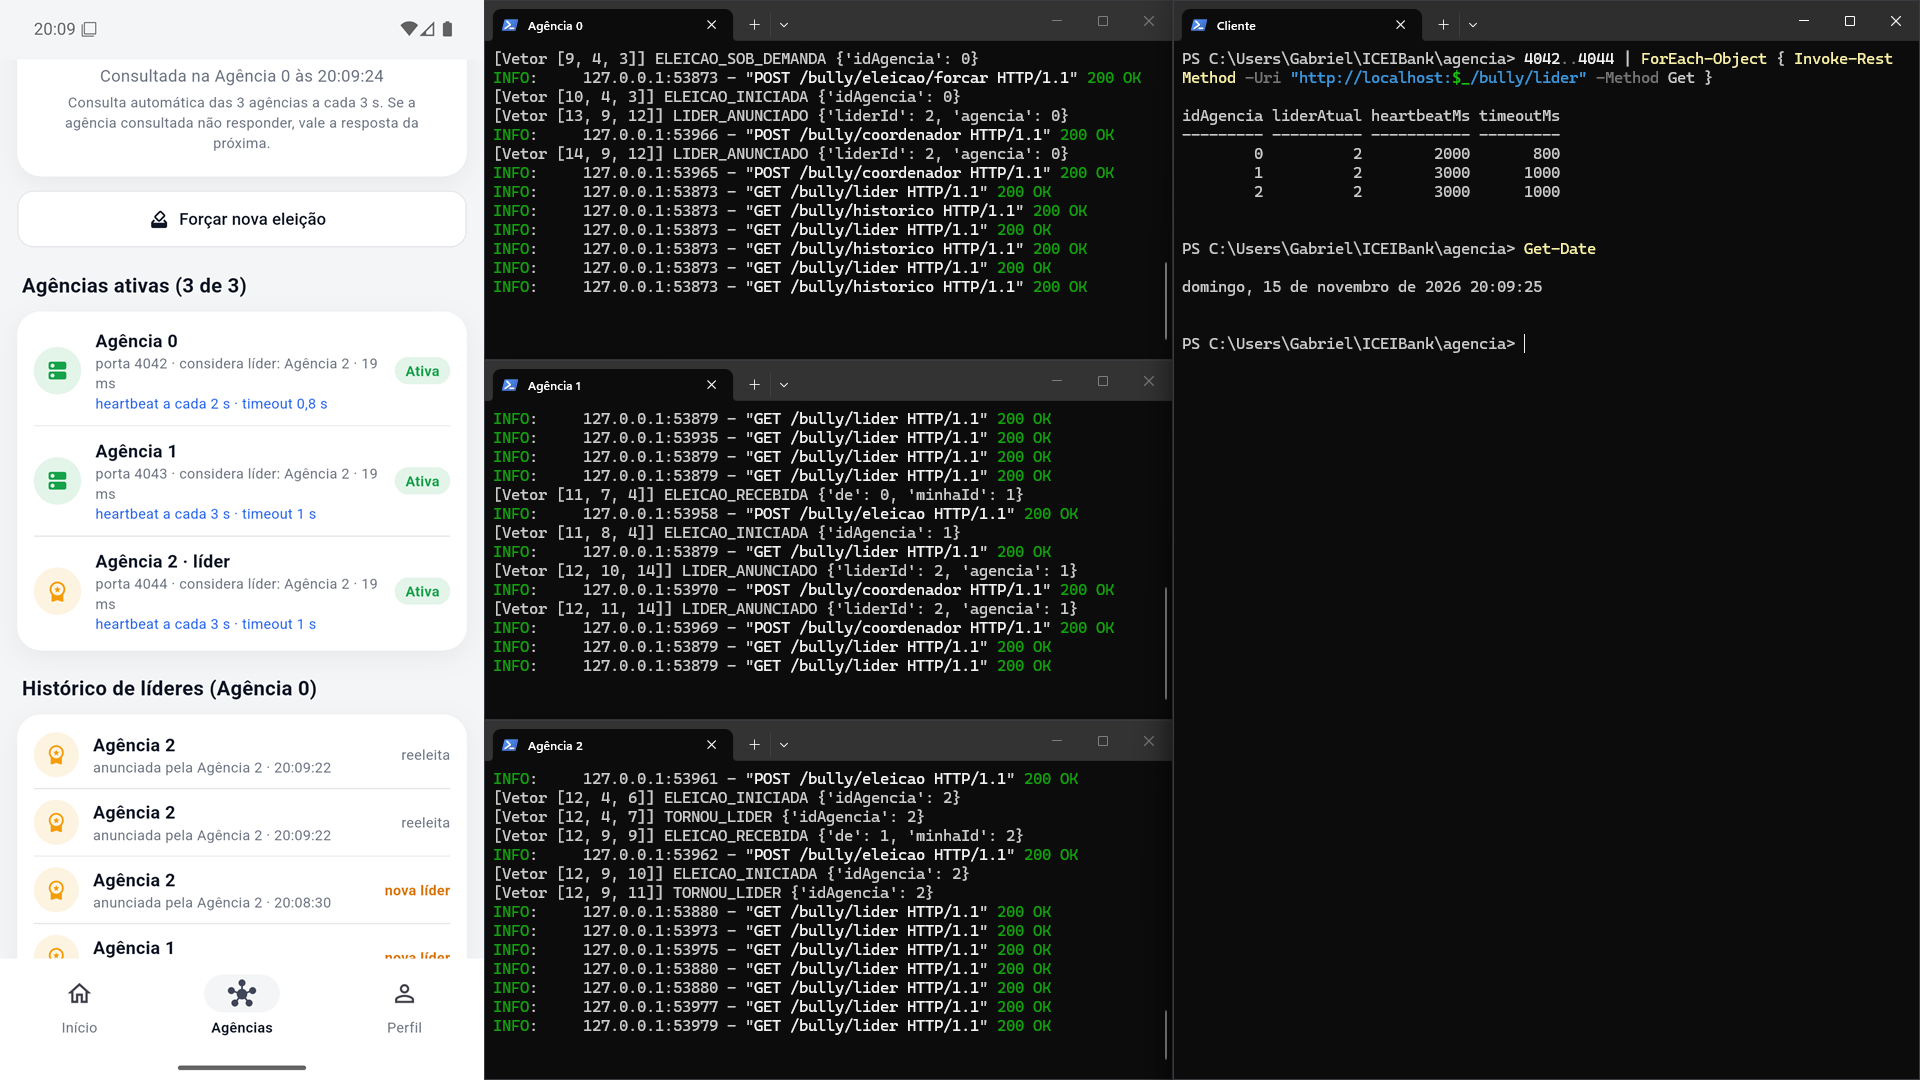 20:09
Consultada na Agência 0 às 20:09:24
Consulta automática das 3 agências a cada 3 s. Se a
agência consultada não responder, vale a resposta da
próxima.
Forçar nova eleição
Agências ativas (3 de 3)
Agência 0
porta 4042 · considera líder: Agência 2 · 19
ms
heartbeat a cada 2 s · timeout 0,8 s
Ativa
Agência 1
porta 4043 · considera líder: Agência 2 · 19
ms
heartbeat a cada 3 s · timeout 1 s
Ativa
Agência 2 · líder
porta 4044 · considera líder: Agência 2 · 19
ms
heartbeat a cada 3 s · timeout 1 s
Ativa
Histórico de líderes (Agência 0)
Agência 2
anunciada pela Agência 2 · 20:09:22
reeleita
Agência 2
anunciada pela Agência 2 · 20:09:22
reeleita
Agência 2
anunciada pela Agência 2 · 20:08:30
nova líder
Agência 1
nova líder
Início
Agências
Perfil
Agência 0
[Vetor [9, 4, 3]] ELEICAO_SOB_DEMANDA {'idAgencia': 0}
INFO:     127.0.0.1:53873 - "POST /bully/eleicao/forcar HTTP/1.1" 200 OK
[Vetor [10, 4, 3]] ELEICAO_INICIADA {'idAgencia': 0}
[Vetor [13, 9, 12]] LIDER_ANUNCIADO {'liderId': 2, 'agencia': 0}
INFO:     127.0.0.1:53966 - "POST /bully/coordenador HTTP/1.1" 200 OK
[Vetor [14, 9, 12]] LIDER_ANUNCIADO {'liderId': 2, 'agencia': 0}
INFO:     127.0.0.1:53965 - "POST /bully/coordenador HTTP/1.1" 200 OK
INFO:     127.0.0.1:53873 - "GET /bully/lider HTTP/1.1" 200 OK
INFO:     127.0.0.1:53873 - "GET /bully/historico HTTP/1.1" 200 OK
INFO:     127.0.0.1:53873 - "GET /bully/lider HTTP/1.1" 200 OK
INFO:     127.0.0.1:53873 - "GET /bully/historico HTTP/1.1" 200 OK
INFO:     127.0.0.1:53873 - "GET /bully/lider HTTP/1.1" 200 OK
INFO:     127.0.0.1:53873 - "GET /bully/historico HTTP/1.1" 200 OK
Agência 1
INFO:     127.0.0.1:53879 - "GET /bully/lider HTTP/1.1" 200 OK
INFO:     127.0.0.1:53935 - "GET /bully/lider HTTP/1.1" 200 OK
INFO:     127.0.0.1:53879 - "GET /bully/lider HTTP/1.1" 200 OK
INFO:     127.0.0.1:53879 - "GET /bully/lider HTTP/1.1" 200 OK
[Vetor [11, 7, 4]] ELEICAO_RECEBIDA {'de': 0, 'minhaId': 1}
INFO:     127.0.0.1:53958 - "POST /bully/eleicao HTTP/1.1" 200 OK
[Vetor [11, 8, 4]] ELEICAO_INICIADA {'idAgencia': 1}
INFO:     127.0.0.1:53879 - "GET /bully/lider HTTP/1.1" 200 OK
[Vetor [12, 10, 14]] LIDER_ANUNCIADO {'liderId': 2, 'agencia': 1}
INFO:     127.0.0.1:53970 - "POST /bully/coordenador HTTP/1.1" 200 OK
[Vetor [12, 11, 14]] LIDER_ANUNCIADO {'liderId': 2, 'agencia': 1}
INFO:     127.0.0.1:53969 - "POST /bully/coordenador HTTP/1.1" 200 OK
INFO:     127.0.0.1:53879 - "GET /bully/lider HTTP/1.1" 200 OK
INFO:     127.0.0.1:53879 - "GET /bully/lider HTTP/1.1" 200 OK
Agência 2
INFO:     127.0.0.1:53961 - "POST /bully/eleicao HTTP/1.1" 200 OK
[Vetor [12, 4, 6]] ELEICAO_INICIADA {'idAgencia': 2}
[Vetor [12, 4, 7]] TORNOU_LIDER {'idAgencia': 2}
[Vetor [12, 9, 9]] ELEICAO_RECEBIDA {'de': 1, 'minhaId': 2}
INFO:     127.0.0.1:53962 - "POST /bully/eleicao HTTP/1.1" 200 OK
[Vetor [12, 9, 10]] ELEICAO_INICIADA {'idAgencia': 2}
[Vetor [12, 9, 11]] TORNOU_LIDER {'idAgencia': 2}
INFO:     127.0.0.1:53880 - "GET /bully/lider HTTP/1.1" 200 OK
INFO:     127.0.0.1:53973 - "GET /bully/lider HTTP/1.1" 200 OK
INFO:     127.0.0.1:53975 - "GET /bully/lider HTTP/1.1" 200 OK
INFO:     127.0.0.1:53880 - "GET /bully/lider HTTP/1.1" 200 OK
INFO:     127.0.0.1:53880 - "GET /bully/lider HTTP/1.1" 200 OK
INFO:     127.0.0.1:53977 - "GET /bully/lider HTTP/1.1" 200 OK
INFO:     127.0.0.1:53979 - "GET /bully/lider HTTP/1.1" 200 OK
Cliente
PS C:\Users\Gabriel\ICEIBank\agencia> 4042..4044 | ForEach-Object { Invoke-Rest
Method -Uri "http://localhost:$_/bully/lider" -Method Get }
idAgencia liderAtual heartbeatMs timeoutMs
--------- ---------- ----------- ---------
        0          2        2000       800
        1          2        3000      1000
        2          2        3000      1000
PS C:\Users\Gabriel\ICEIBank\agencia> Get-Date
domingo, 15 de novembro de 2026 20:09:25
PS C:\Users\Gabriel\ICEIBank\agencia>